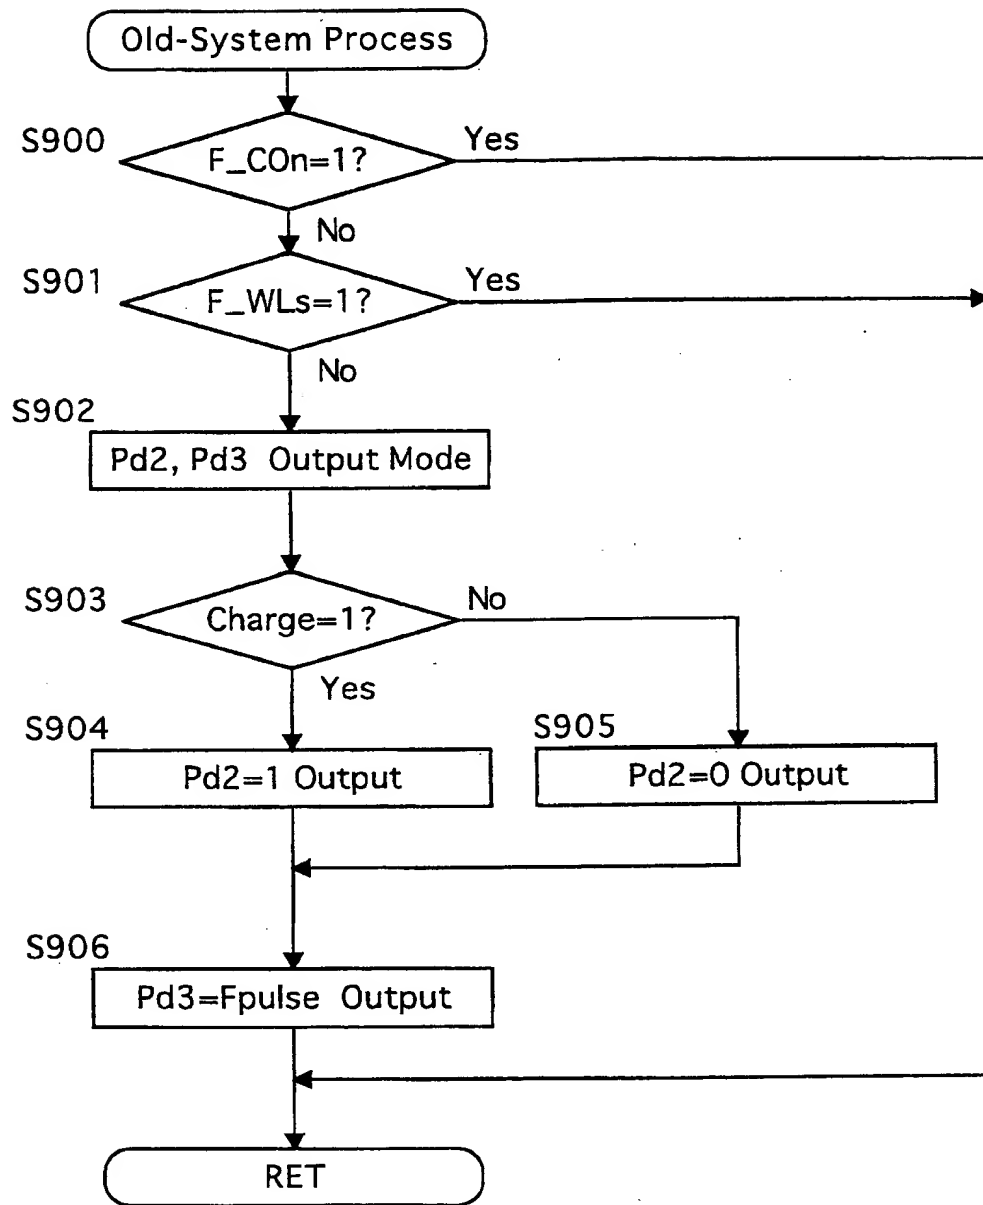 Old-System Process
S900
F_COn=1?
Yes
No
S901
F_WLs=1?
Yes
No
S902
Pd2, Pd3 Output Mode
S903
Charge=1?
No
Yes
S904
Pd2=1 Output
S905
Pd2=0 Output
S906
Pd3=Fpulse Output
RET